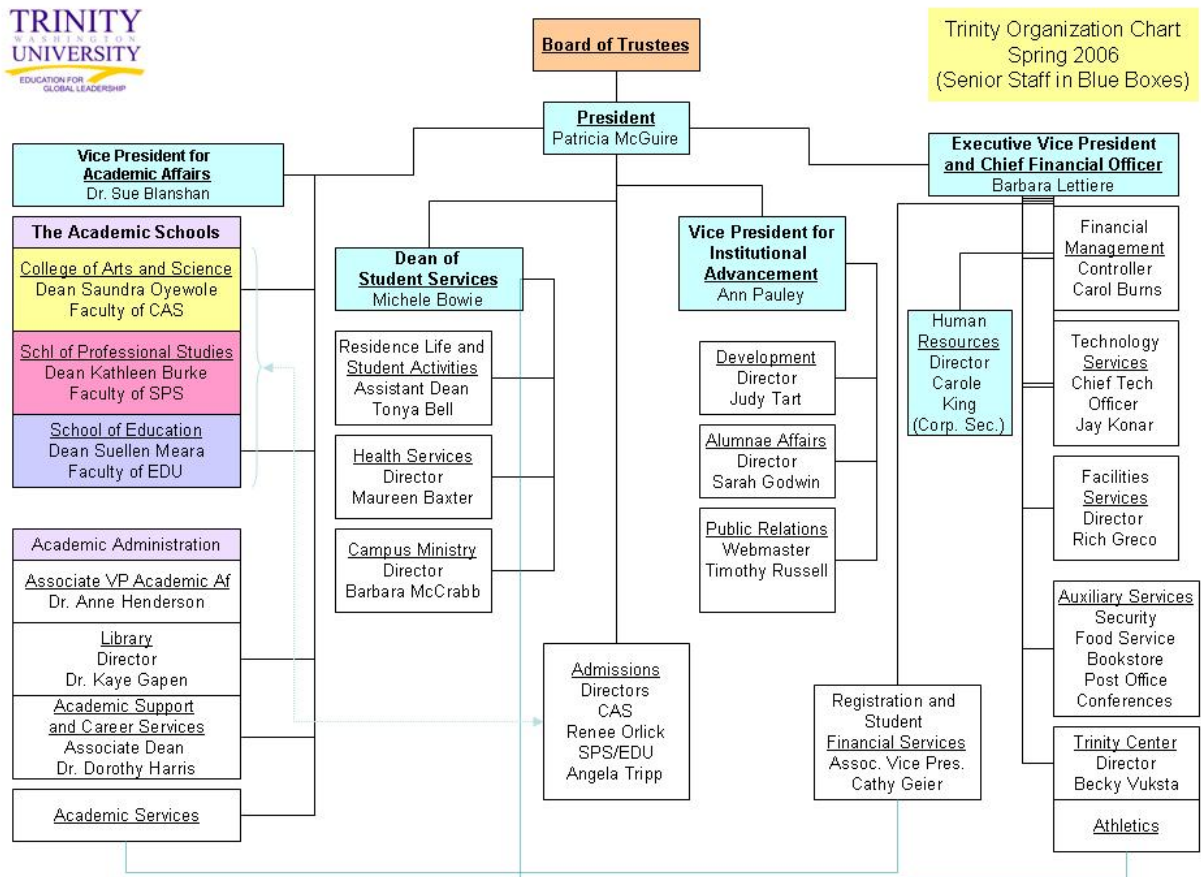 TRINITY
WASHINGTON
UNIVERSITY
EDUCATION FOR
GLOBAL LEADERSHIP
Board of Trustees
Trinity Organization Chart
Spring 2006
(Senior Staff in Blue Boxes)
President
Patricia McGuire
Vice President for
Academic Affairs
Dr. Sue Blanshan
Executive Vice President
and Chief Financial Officer
Barbara Lettiere
The Academic Schools
College of Arts and Science
Dean Saundra Oyewole
Faculty of CAS
Schl of Professional Studies
Dean Kathleen Burke
Faculty of SPS
School of Education
Dean Suellen Meara
Faculty of EDU
Academic Administration
Associate VP Academic Af
Dr. Anne Henderson
Library
Director
Dr. Kaye Gapen
Academic Support
and Career Services
Associate Dean
Dr. Dorothy Harris
Academic Services
Dean of
Student Services
Michele Bowie
Residence Life and
Student Activities
Assistant Dean
Tonya Bell
Health Services
Director
Maureen Baxter
Campus Ministry
Director
Barbara McCrabb
Admissions
Directors
CAS
Renee Orlick
SPS/EDU
Angela Tripp
Vice President for
Institutional
Advancement
Ann Pauley
Development
Director
Judy Tart
Alumnae Affairs
Director
Sarah Godwin
Public Relations
Webmaster
Timothy Russell
Human
Resources
Director
Carole
King
(Corp. Sec.)
Registration and
Student
Financial Services
Assoc. Vice Pres.
Cathy Geier
Financial
Management
Controller
Carol Burns
Technology
Services
Chief Tech
Officer
Jay Konar
Facilities
Services
Director
Rich Greco
Auxiliary Services
Security
Food Service
Bookstore
Post Office
Conferences
Trinity Center
Director
Becky Vuksta
Athletics